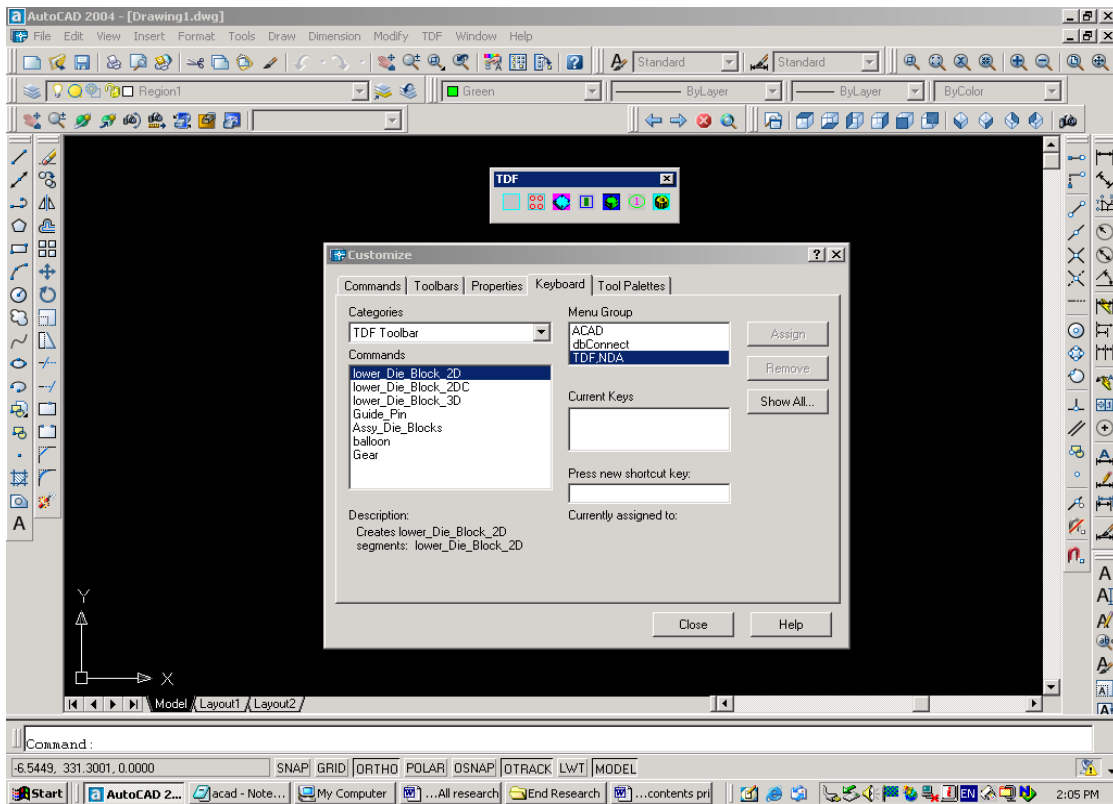 AutoCAD 2004 - [Drawing1.dwg]
File Edit View Insert Format Tools Draw Dimension Modify TDF Window Help
Standard Standard
Region1 Green ByLayer ByLayer ByColor
TDF
Customize
Commands Toolbars Properties Keyboard Tool Palettes
Categories
TDF Toolbar
Commands
lower_Die_Block_2D
lower_Die_Block_2DC
lower_Die_Block_3D
Guide_Pin
Assy_Die_Blocks
balloon
Gear
Description:
Creates lower_Die_Block_2D
segments: lower_Die_Block_2D
Menu Group
ACAD
dbConnect
TDF,NDA
Current Keys
Press new shortcut key:
Currently assigned to:
Assign
Remove
Show All...
Close Help
A
Y
X
Model Layout1 Layout2
Command:
-6.5449, 331.3001, 0.0000 SNAP GRID ORTHO POLAR OSNAP OTRACK LWT MODEL
Start AutoCAD 2... acad - Note... My Computer ...All research End Research ...contents pri EN 2:05 PM